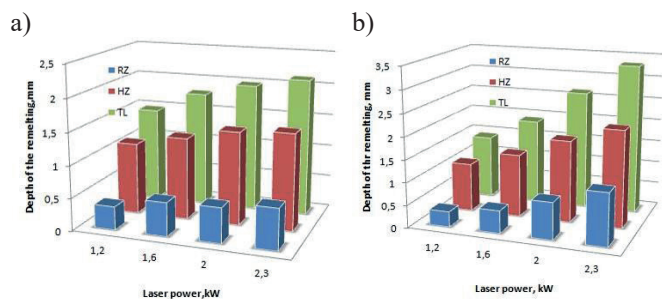 a)
2,5
2
1,5
1
0,5
0
Depth of the remelting,mm
RZ
HZ
TL
1,2
1,6
2
2,3
Laser power,kW
b)
3,5
3
2,5
2
1,5
1
0,5
0
Depth of thr remelting, mm
RZ
HZ
TL
1,2
1,6
2
2,3
Laser power, kW